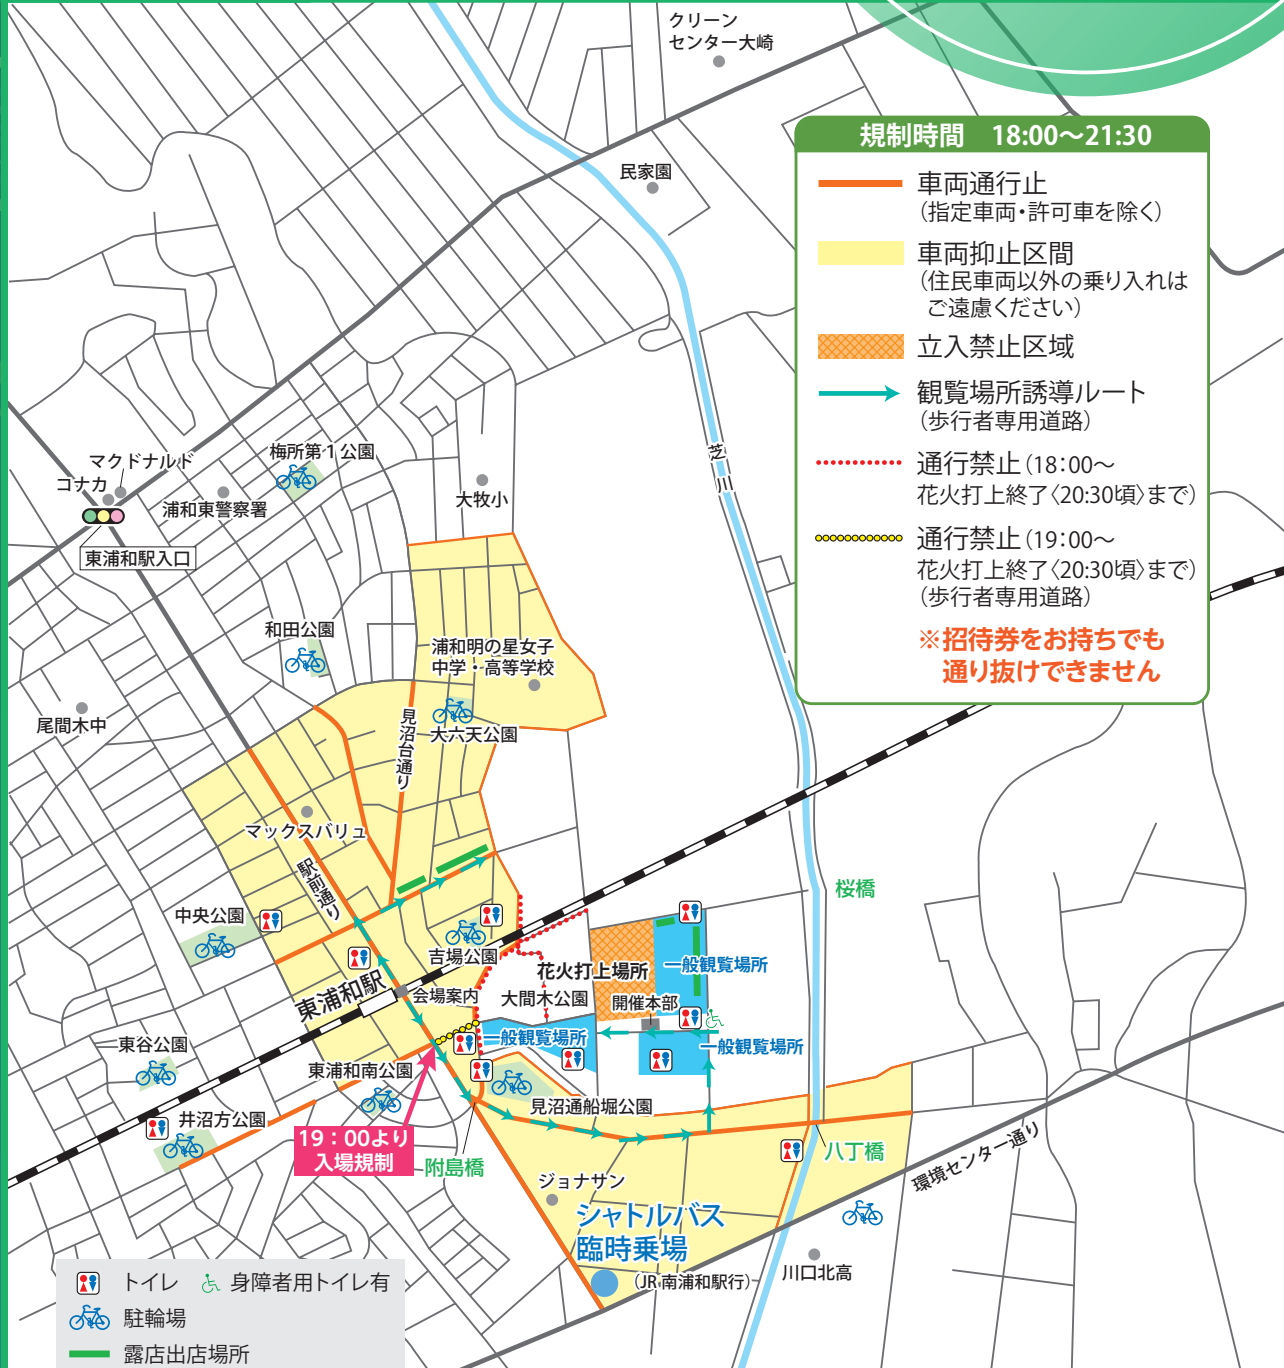 クリーン
センター大崎
規制時間　18:00〜21:30
車両通行止
（指定車両・許可車を除く）
車両抑止区間
（住民車両以外の乗り入れは
ご遠慮ください）
立入禁止区域
観覧場所誘導ルート
（歩行者専用道路）
通行禁止（18:00〜
花火打上終了〈20:30頃〉まで）
通行禁止（19:00〜
花火打上終了〈20:30頃〉まで）
（歩行者専用道路）
※招待券をお持ちでも
通り抜けできません
民家園
芝川
マクドナルド
コナカ
梅所第1公園
浦和東警察署
大牧小
東浦和駅入口
和田公園
浦和明の星女子
中学・高等学校
尾間木中
見沼台通り
大六天公園
マックスバリュ
駅前通り
桜橋
中央公園
吉場公園
花火打上場所
一般観覧場所
東浦和駅
会場案内
大間木公園
開催本部
一般観覧場所
一般観覧場所
東谷公園
東浦和南公園
見沼通船堀公園
井沼方公園
19：00より
入場規制
附島橋
八丁橋
環境センター通り
ジョナサン
シャトルバス
臨時乗場
（JR南浦和駅行）
川口北高
トイレ
身障者用トイレ有
駐輪場
露店出店場所